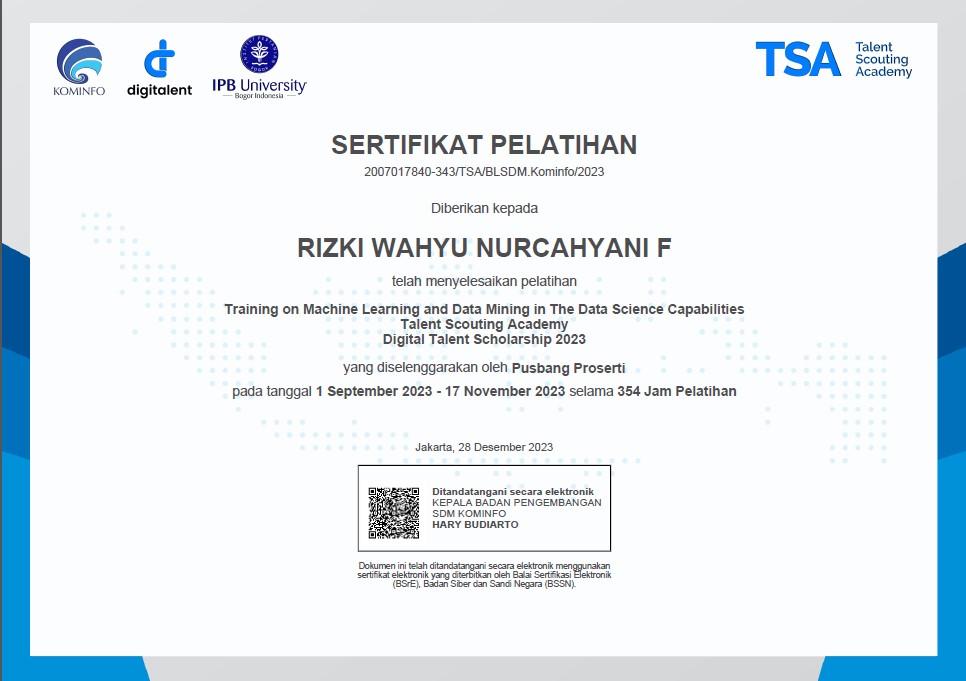 KOMINFO
digitalent
IPB University
Bogor Indonesia
TSA
Talent
Scouting
Academy
SERTIFIKAT PELATIHAN
2007017840-343/TSA/BLSDM.Kominfo/2023
Diberikan kepada
RIZKI WAHYU NURCAHYANI F
telah menyelesaikan pelatihan
Training on Machine Learning and Data Mining in The Data Science Capabilities
Talent Scouting Academy
Digital Talent Scholarship 2023
yang diselenggarakan oleh Pusbang Proserti
pada tanggal 1 September 2023 - 17 November 2023 selama 354 Jam Pelatihan
Jakarta, 28 Desember 2023
Ditandatangani secara elektronik
KEPALA BADAN PENGEMBANGAN
SDM KOMINFO
HARY BUDIARTO
Dokumen ini telah ditandatangani secara elektronik menggunakan
sertifikat elektronik yang diterbitkan oleh Balai Sertifikasi Elektronik
(BSrE), Badan Siber dan Sandi Negara (BSSN).